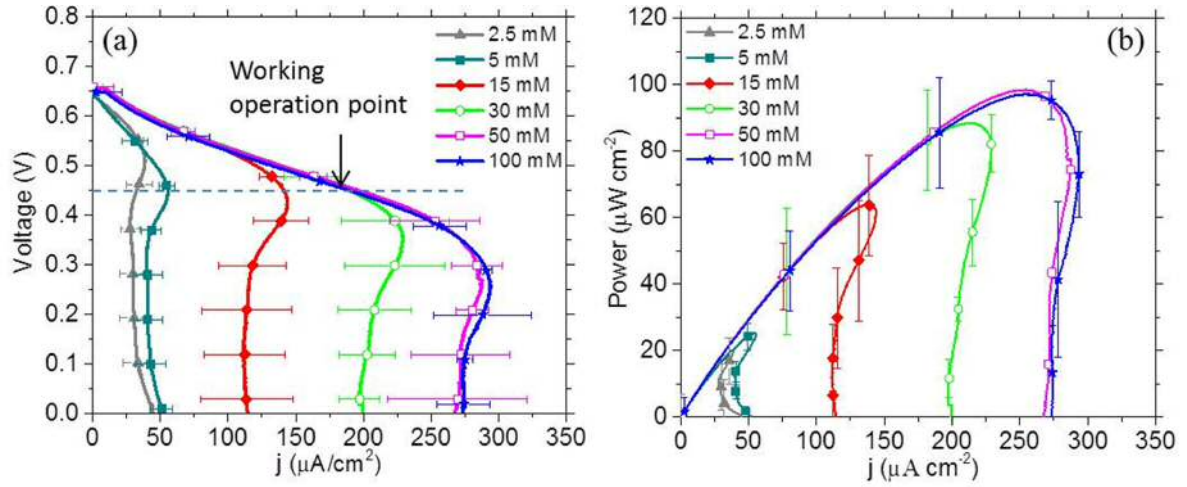 (a)
2.5 mM
5 mM
15 mM
30 mM
50 mM
100 mM
Working
operation point
0.8
0.7
0.6
0.5
0.4
0.3
0.2
0.1
0.0
Voltage (V)
0 50 100 150 200 250 300 350
j (μA/cm²)
(b)
2.5 mM
5 mM
15 mM
30 mM
50 mM
100 mM
120
100
80
60
40
20
0
Power (μW cm⁻²)
0 50 100 150 200 250 300 350
j (μA cm⁻²)